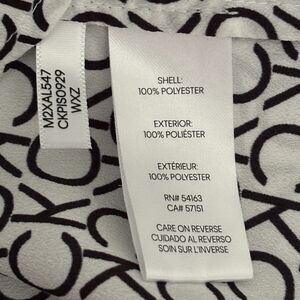 M2XAL547
CKPIS0929
WXZ
SHELL:
100% POLYESTER
EXTERIOR:
100% POLIÉSTER
EXTÉRIEUR:
100% POLYESTER
RN# 54163
CA# 57151
CARE ON REVERSE
CUIDADO AL REVERSO
SOIN SUR L'INVERSE